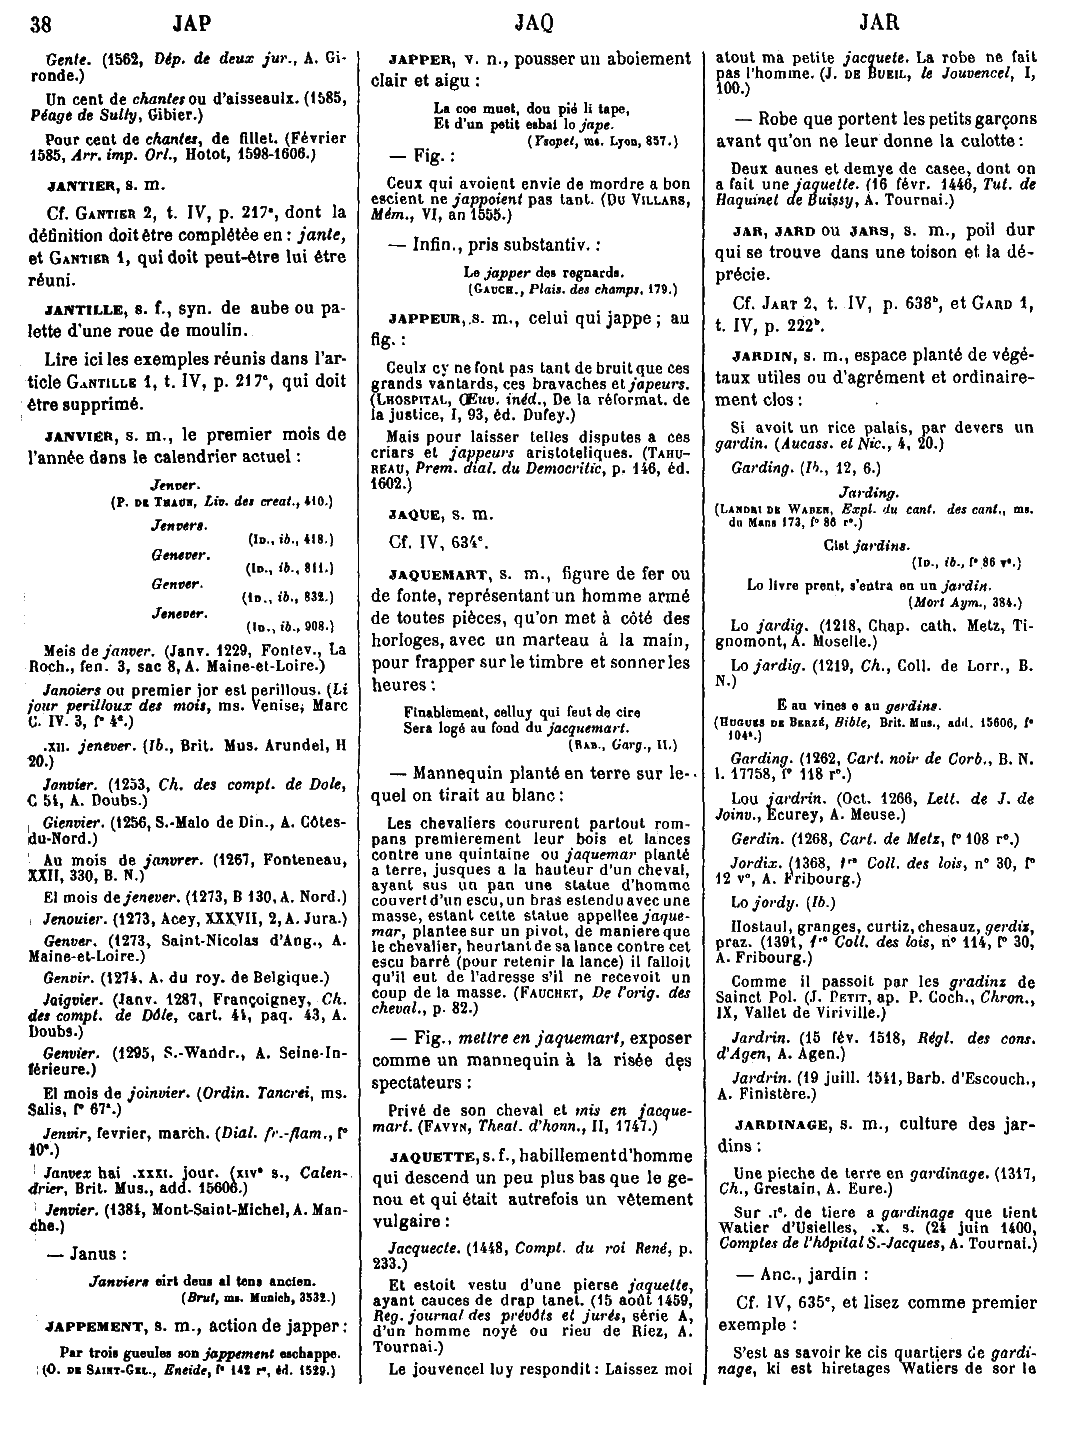 38 JAP JAQ JAR
Gente. (1562, Dép. de deux jur., A. Gi-
ronde.)
Un cent de chantes ou d'aisseaulx. (1585,
Péage de Sully, Gibier.)
Pour cent de chantes, de fillet. (Février
1585, Arr. imp. Orl., Hotot, 1598-1606.)
JANTIER, s. m.
Cf. GANTIER 2, t. IV, p. 217ᵃ, dont la
définition doit être complétée en : jante,
et GANTIER 1, qui doit peut-être lui être
réuni.
JANTILLE, s. f., syn. de aube ou pa-
lette d'une roue de moulin.
Lire ici les exemples réunis dans l'ar-
ticle GANTILLE 1, t. IV, p. 217ᵃ, qui doit
être supprimé.
JANVIER, s. m., le premier mois de
l'année dans le calendrier actuel :
Jenver.
(P. DE THAUN, Liv. des creat., 410.)
Jenvers.
(ID., ib., 418.)
Genever.
(ID., ib., 811.)
Genver.
(ID., ib., 832.)
Jenever.
(ID., ib., 908.)
Meis de janver. (Janv. 1229, Fontev., La
Roch., fen. 3, sac 8, A. Maine-et-Loire.)
Janoiers ou premier jor est perillous. (Li
jour perilloux des mois, ms. Venise, Marc
C. IV. 3, fᵒ 4ᵃ.)
.XII. jenever. (Ib., Brit. Mus. Arundel, H
20.)
Janvier. (1253, Ch. des compt. de Dole,
C 51, A. Doubs.)
Gienvier. (1256, S.-Malo de Din., A. Côtes-
du-Nord.)
Au mois de janvrer. (1267, Fonteneau,
XXII, 330, B. N.)
El mois de jenever. (1273, B 130, A. Nord.)
Jenouier. (1273, Acey, XXXVII, 2, A. Jura.)
Genver. (1273, Saint-Nicolas d'Ang., A.
Maine-et-Loire.)
Genvir. (1274, A. du roy. de Belgique.)
Jaigvier. (Janv. 1287, Françoigney, Ch.
des compt. de Dôle, cart. 41, paq. 43, A.
Doubs.)
Genvier. (1295, S.-Wandr., A. Seine-In-
férieure.)
El mois de joinvier. (Ordin. Tancrei, ms.
Salis, fᵒ 67ᵃ.)
Jenvir, fevrier, march. (Dial. fr.-flam., fᵒ
10ᵉ.)
Janvex hai .XXXI. jour. (XIVᵉ s., Calen-
drier, Brit. Mus., add. 15606.)
Jenvier. (1384, Mont-Saint-Michel, A. Man-
che.)
— Janus :
Janviers eirt deus al tens ancien.
(Brut, ms. Munich, 3532.)
JAPPEMENT, s. m., action de japper :
Par trois gueules son jappement eschappe.
(O. DE SAINT-GEL., Eneide, fᵒ 142 rᵒ, éd. 1529.)
JAPPER, v. n., pousser un aboiement
clair et aigu :
La coe muet, dou pié li tape,
Et d'un petit esbai lo jape.
(Ysopet, ms. Lyon, 857.)
— Fig. :
Ceux qui avoient envie de mordre a bon
escient ne jappoient pas tant. (DU VILLARS,
Mém., VI, an 1555.)
— Infin., pris substantiv. :
Le japper des regnards.
(GAUCH., Plais. des champs, 179.)
JAPPEUR, s. m., celui qui jappe ; au
fig. :
Ceulx cy ne font pas tant de bruit que ces
grands vantards, ces bravaches et japeurs.
(LHOSPITAL, Œuv. inéd., De la réformat. de
la justice, I, 93, éd. Dufey.)
Mais pour laisser telles disputes a ces
criars et jappeurs aristoteliques. (TAHU-
REAU, Prem. dial. du Democritic, p. 146, éd.
1602.)
JAQUE, s. m.
Cf. IV, 634ᶜ.
JAQUEMART, s. m., figure de fer ou
de fonte, représentant un homme armé
de toutes pièces, qu'on met à côté des
horloges, avec un marteau à la main,
pour frapper sur le timbre et sonner les
heures :
Finablement, celluy qui feut de cire
Sera logé au fond du jacquemart.
(RAB., Garg., II.)
— Mannequin planté en terre sur le-
quel on tirait au blanc :
Les chevaliers coururent partout rom-
pans premierement leur bois et lances
contre une quintaine ou jaquemar planté
a terre, jusques a la hauteur d'un cheval,
ayant sus un pan une statue d'homme
couvert d'un escu, un bras estendu avec une
masse, estant cette statue appellee jaque-
mar, plantee sur un pivot, de maniere que
le chevalier, heurtant de sa lance contre cet
escu barré (pour retenir la lance) il falloit
qu'il eut de l'adresse s'il ne recevoit un
coup de la masse. (FAUCHET, De l'orig. des
cheval., p. 82.)
— Fig., mettre en jaquemart, exposer
comme un mannequin à la risée des
spectateurs :
Privé de son cheval et mis en jacque-
mart. (FAVYN, Theat. d'honn., II, 1747.)
JAQUETTE, s. f., habillement d'homme
qui descend un peu plus bas que le ge-
nou et qui était autrefois un vêtement
vulgaire :
Jacquecte. (1448, Compt. du roi René, p.
233.)
Et estoit vestu d'une pierse jaquette,
ayant cauces de drap tanet. (15 août 1459,
Reg. journal des prévôts et jurés, série A,
d'un homme noyé ou rieu de Riez, A.
Tournai.)
Le jouvencel luy respondit : Laissez moi
atout ma petite jacquete. La robe ne fait
pas l'homme. (J. DE BUEIL, le Jouvencel, I,
100.)
— Robe que portent les petits garçons
avant qu'on ne leur donne la culotte :
Deux aunes et demye de casee, dont on
a fait une jaquette. (16 févr. 1446, Tut. de
Haquinet de Buissy, A. Tournai.)
JAR, JARD ou JARS, s. m., poil dur
qui se trouve dans une toison et la dé-
précie.
Cf. JART 2, t. IV, p. 638ᵇ, et GARD 1,
t. IV, p. 222ᵇ.
JARDIN, s. m., espace planté de végé-
taux utiles ou d'agrément et ordinaire-
ment clos :
Si avoit un rice palais, par devers un
gardin. (Aucass. et Nic., 4, 20.)
Garding. (Ib., 12, 6.)
Jarding.
(LANDRI DE WABEN, Expl. du cant. des cant., ms.
du Mans 173, fᵒ 86 rᵒ.)
Cist jardins.
(ID., ib., fᵒ 86 vᵒ.)
Lo livre prent, s'entra en un jardin.
(Mort Aym., 384.)
Lo jardig. (1218, Chap. cath. Metz, Ti-
gnomont, A. Moselle.)
Lo jardig. (1219, Ch., Coll. de Lorr., B.
N.)
E au vines e au gerdins.
(HUGUES DE BERZÉ, Bible, Brit. Mus., add. 15606, fᵒ
104ᵃ.)
Garding. (1262, Cart. noir de Corb., B. N.
l. 17758, fᵒ 118 rᵒ.)
Lou jardrin. (Oct. 1266, Lett. de J. de
Joinv., Ecurey, A. Meuse.)
Gerdin. (1268, Cart. de Metz, fᵒ 108 rᵒ.)
Jordix. (1368, 1ʳᵉ Coll. des lois, nᵒ 30, fᵒ
12 vᵒ, A. Fribourg.)
Lo jordy. (Ib.)
Hostaul, granges, curtiz, chesauz, gerdiz,
praz. (1391, 1ʳᵉ Coll. des lois, nᵒ 114, fᵒ 30,
A. Fribourg.)
Comme il passoit par les gradinz de
Sainct Pol. (J. PETIT, ap. P. Coch., Chron.,
IX, Vallet de Viriville.)
Jardrin. (15 fév. 1518, Régl. des cons.
d'Agen, A. Agen.)
Jardrin. (19 juill. 1541, Barb. d'Escouch.,
A. Finistère.)
JARDINAGE, s. m., culture des jar-
dins :
Une piecche de terre en gardinage. (1317,
Ch., Grestain, A. Eure.)
Sur .Iᶜ. de tiere a gardinage que tient
Watier d'Usielles, .X. s. (24 juin 1400,
Comptes de l'hôpital S.-Jacques, A. Tournai.)
— Anc., jardin :
Cf. IV, 635ᶜ, et lisez comme premier
exemple :
S'est as savoir ke cis quartiers de gardi-
nage, ki est hiretages Watiers de sor le